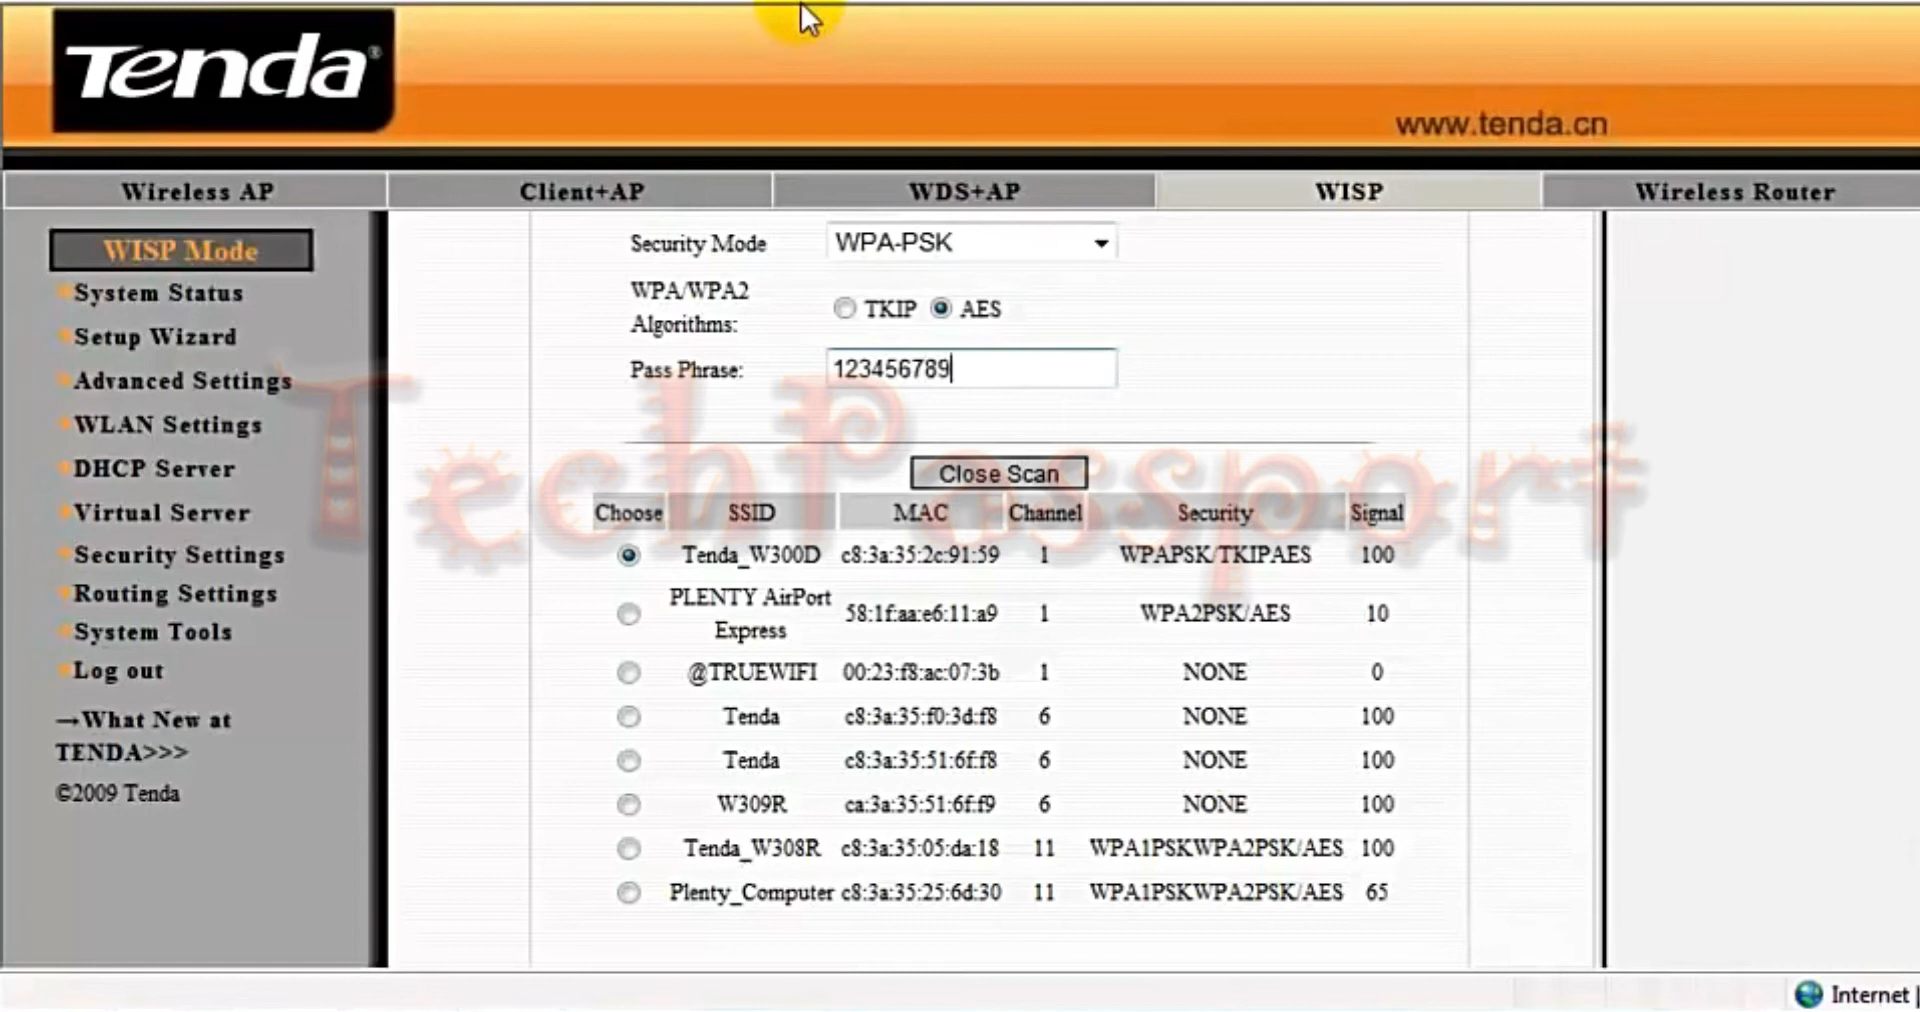 Tenda®
www.tenda.cn
Wireless AP Client+AP WDS+AP WISP Wireless Router
WISP Mode
System Status
Setup Wizard
Advanced Settings
WLAN Settings
DHCP Server
Virtual Server
Security Settings
Routing Settings
System Tools
Log out
→What New at
TENDA>>>
©2009 Tenda
Security Mode WPA-PSK
WPA/WPA2
Algorithms: TKIP AES
Pass Phrase: 123456789
TechPassport
Close Scan
Choose SSID MAC Channel Security Signal
Tenda_W300D c8:3a:35:2c:91:59 1 WPAPSK/TKIPAES 100
PLENTY AirPort
Express 58:1f:aa:e6:11:a9 1 WPA2PSK/AES 10
@TRUEWIFI 00:23:f8:ac:07:3b 1 NONE 0
Tenda c8:3a:35:f0:3d:f8 6 NONE 100
Tenda c8:3a:35:51:6f:f8 6 NONE 100
W309R ca:3a:35:51:6f:f9 6 NONE 100
Tenda_W308R c8:3a:35:05:da:18 11 WPA1PSKWPA2PSK/AES 100
Plenty_Computer c8:3a:35:25:6d:30 11 WPA1PSKWPA2PSK/AES 65
Internet |